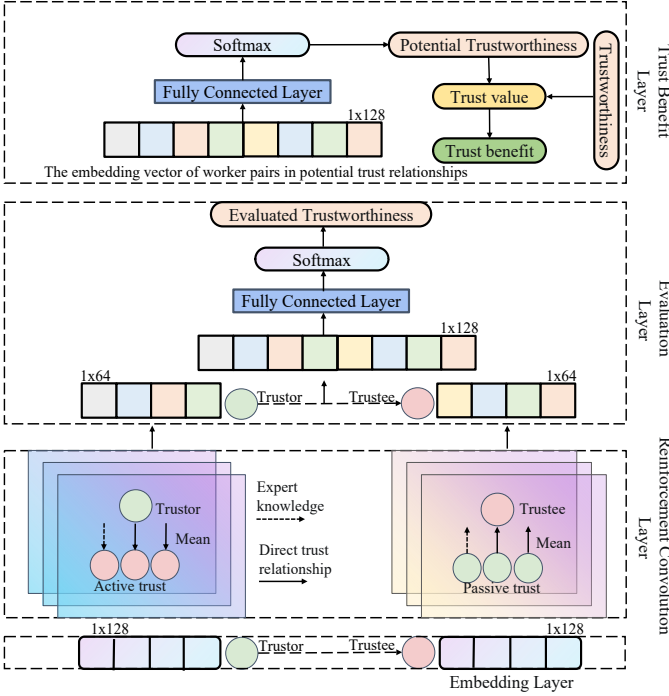 Softmax
Potential Trustworthiness
Fully Connected Layer
Trust value
1x128
Trust benefit
Trustworthiness
The embedding vector of worker pairs in potential trust relationships
Trust Benefit
Layer
Evaluated Trustworthiness
Softmax
Fully Connected Layer
1x128
1x64
Trustor
Trustee
1x64
Evaluation
Layer
Trustor
Mean
Active trust
Expert
knowledge
Direct trust
relationship
Trustee
Mean
Passive trust
Reinforcement Convolution
Layer
1x128
Trustor
Trustee
1x128
Embedding Layer